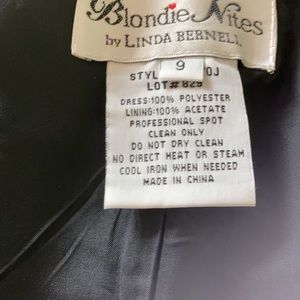 Blondie Nites
by LINDA BERNELL
9
STYL OJ
LOT# 829
DRESS:100% POLYESTER
LINING:100% ACETATE
PROFESSIONAL SPOT
CLEAN ONLY
DO NOT DRY CLEAN
NO DIRECT HEAT OR STEAM
COOL IRON WHEN NEEDED
MADE IN CHINA